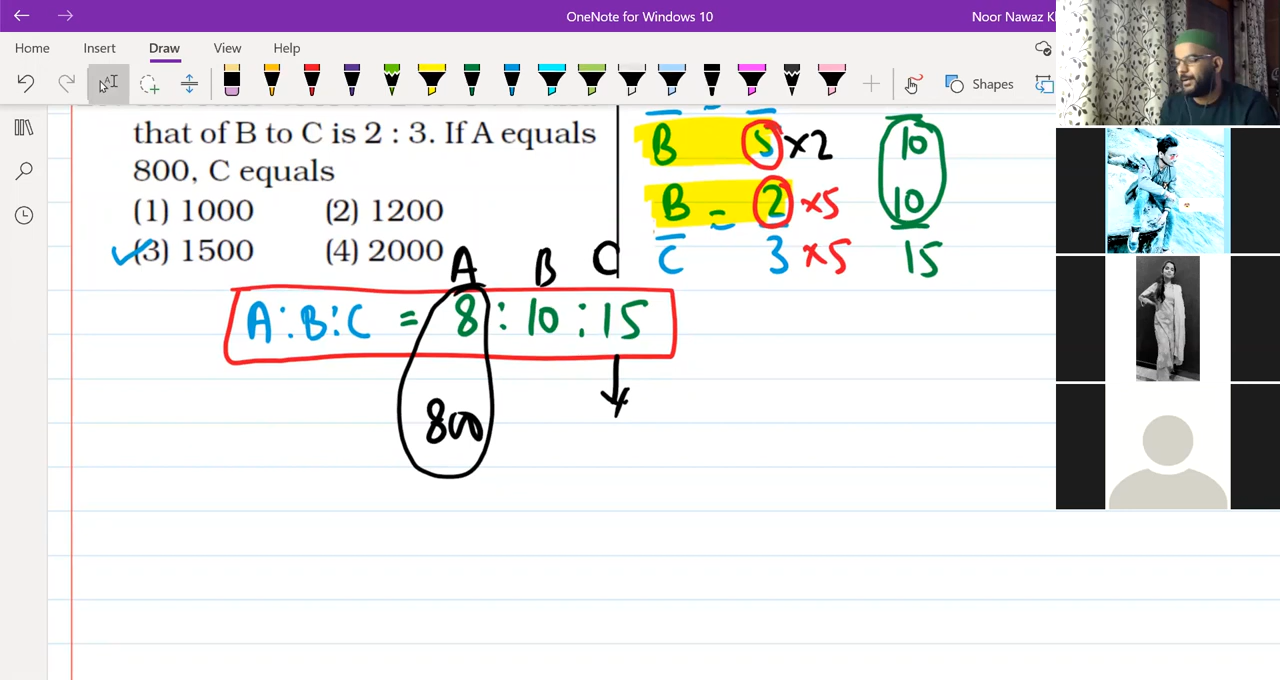 OneNote for Windows 10
Noor Nawaz Kh
Home Insert Draw View Help
Shapes
that of B to C is 2 : 3. If A equals
800, C equals
(1) 1000 (2) 1200
(3) 1500 (4) 2000
B 5 ×2 10
B = 2 ×5 10
C 3 ×5 15
A B C
A:B:C = 8 : 10 : 15
800